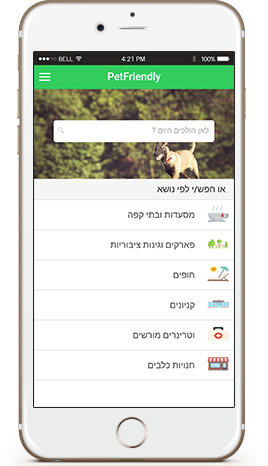 BELL 4:21 PM 100%
PetFriendly
לאן הולכים היום ?
או חפש/י לפי נושא
מסעדות ובתי קפה
פארקים וגינות ציבוריות
חופים
קניונים
וטרינרים מורשים
חנויות כלבים